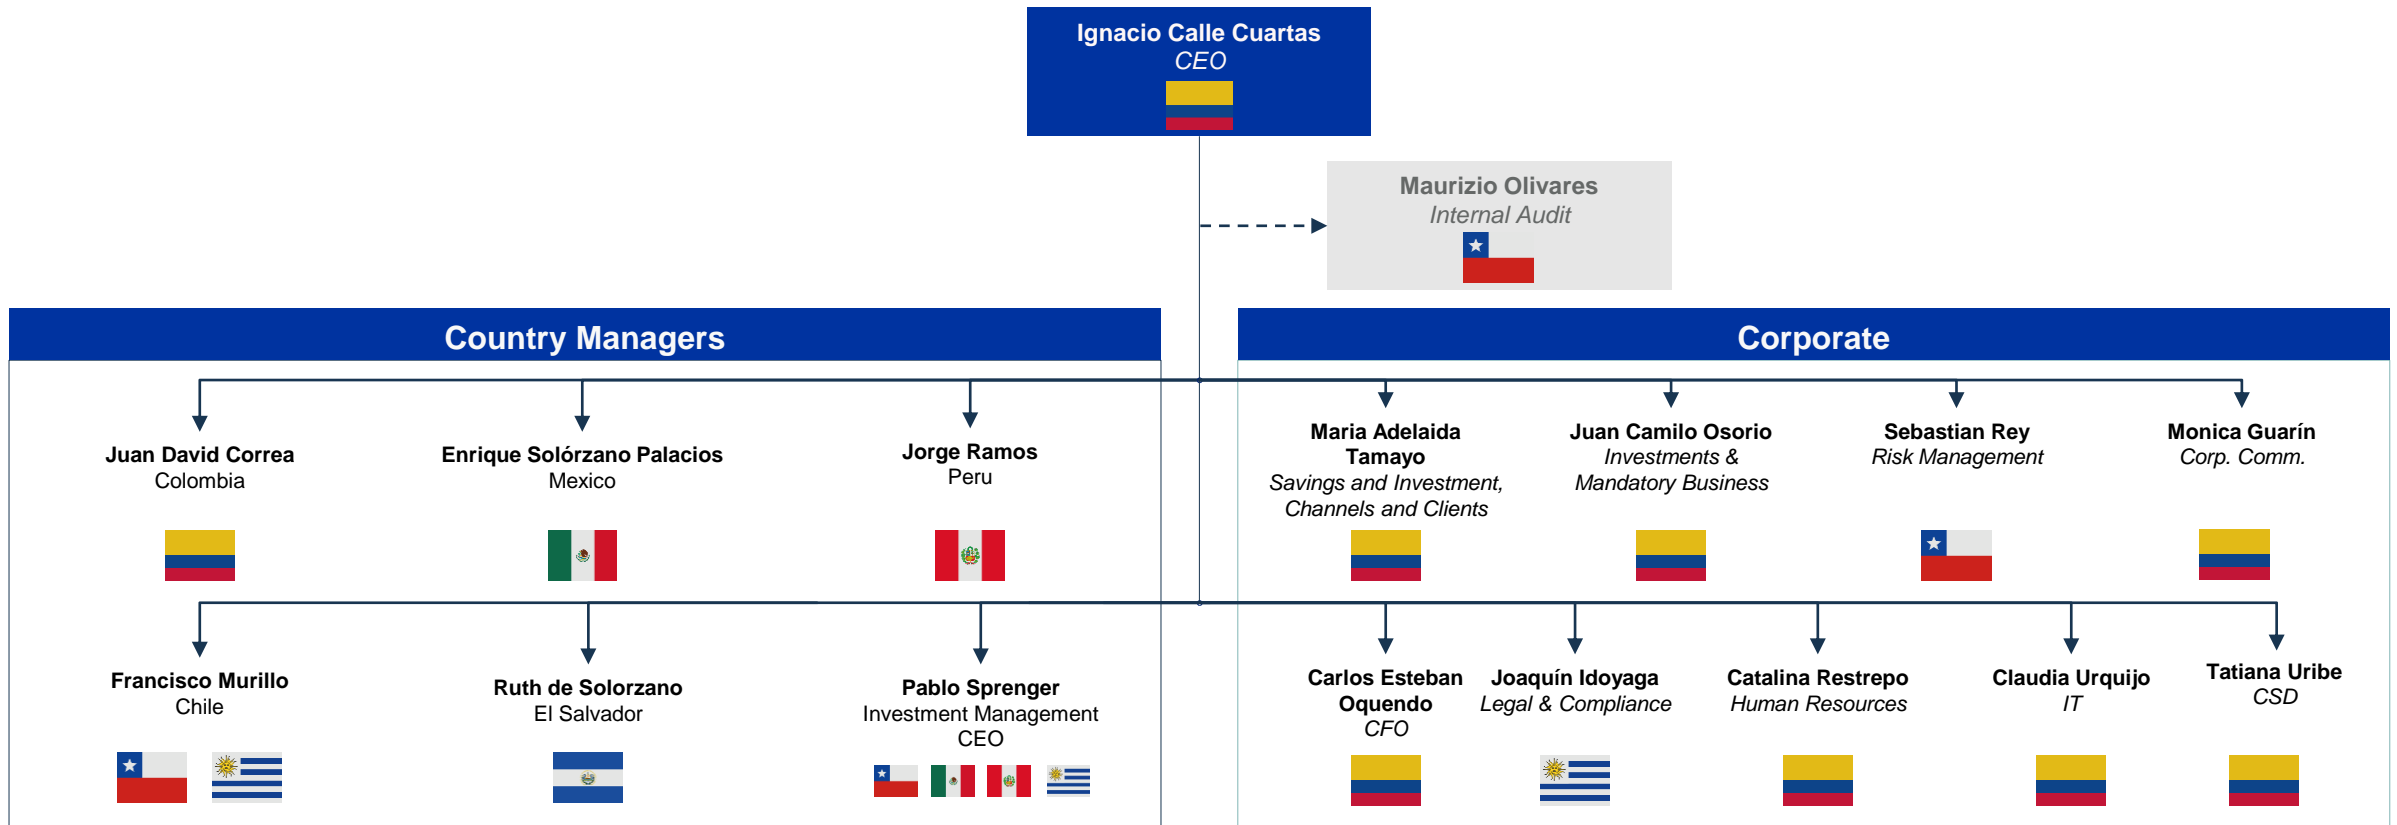 Ignacio Calle Cuartas
CEO
Maurizio Olivares
Internal Audit
Country Managers
Juan David Correa
Colombia
Enrique Solórzano Palacios
Mexico
Jorge Ramos
Peru
Francisco Murillo
Chile
Ruth de Solorzano
El Salvador
Pablo Sprenger
Investment Management
CEO
Corporate
Maria Adelaida
Tamayo
Savings and Investment,
Channels and Clients
Juan Camilo Osorio
Investments &
Mandatory Business
Sebastian Rey
Risk Management
Monica Guarín
Corp. Comm.
Carlos Esteban
Oquendo
CFO
Joaquín Idoyaga
Legal & Compliance
Catalina Restrepo
Human Resources
Claudia Urquijo
IT
Tatiana Uribe
CSD